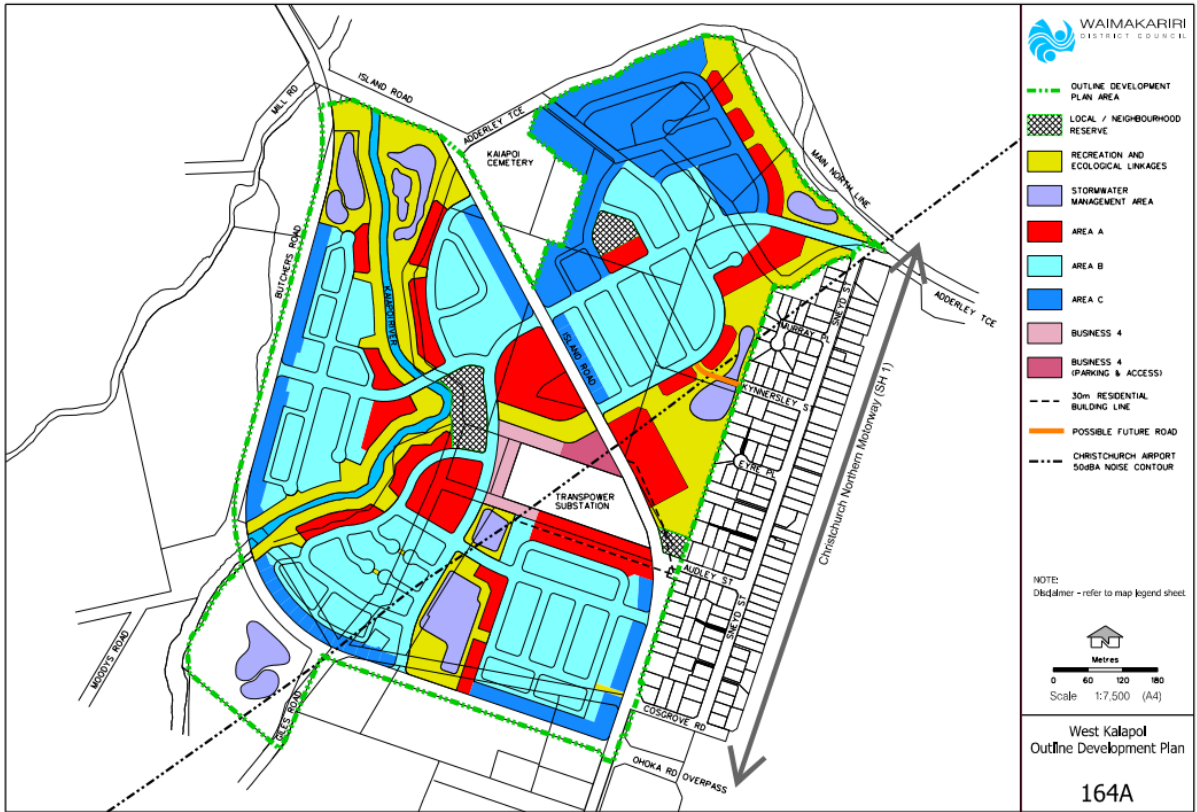 WAIMAKARIRI
DISTRICT COUNCIL
OUTLINE DEVELOPMENT
PLAN AREA
LOCAL / NEIGHBOURHOOD
RESERVE
RECREATION AND
ECOLOGICAL LINKAGES
STORMWATER
MANAGEMENT AREA
AREA A
AREA B
AREA C
BUSINESS 4
BUSINESS 4
(PARKING & ACCESS)
30m RESIDENTIAL
BUILDING LINE
POSSIBLE FUTURE ROAD
CHRISTCHURCH AIRPORT
50dBA NOISE CONTOUR
NOTE:
Disclaimer - refer to map legend sheet
N
Metres
0 60 120 180
Scale 1:7,500 (A4)
West Kaiapoi
Outline Development Plan
164A
ISLAND ROAD
MILL RD
ADDERLEY TCE
KAIAPOI
CEMETERY
MAIN NORTH LINE
BUTCHERS ROAD
KAIAPOI RIVER
ISLAND ROAD
ADDERLEY TCE
SNEYD ST
MURRAY PL
KYNNERSLEY ST
EYRE PL
Christchurch Northern Motorway (SH 1)
TRANSPOWER
SUBSTATION
AUDLEY ST
SNEYD ST
MOODYS ROAD
GILES ROAD
COSGROVE RD
OHOKA RD OVERPASS